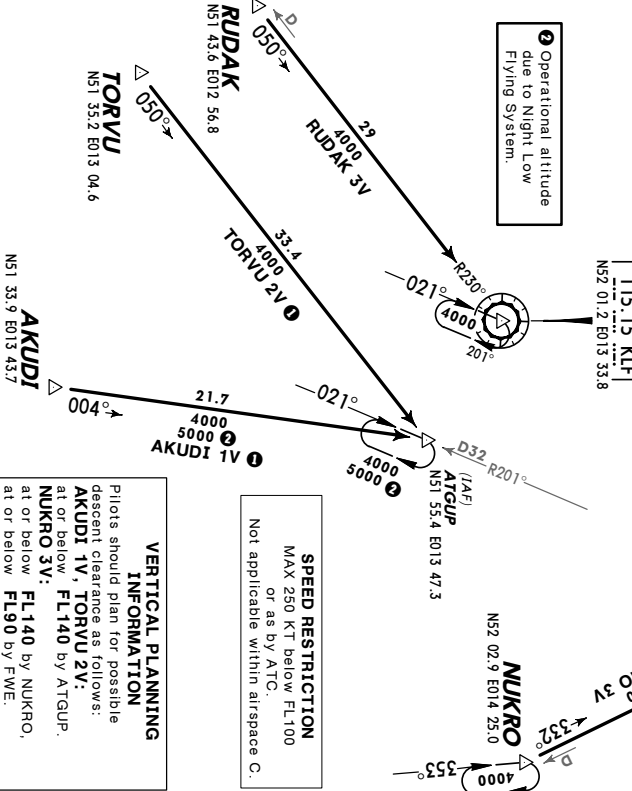 ❷ Operational altitude
due to Night Low
Flying System.
N52 01.2 E013 33.8
D
RUDAK
N51 43.6 E012 56.8
050°
29
4000
RUDAK 3V
R230°
021°
4000
201°
TORVU
N51 35.2 E013 04.6
050°
33.4
4000
TORVU 2V ❶
AKUDI
N51 33.9 E013 43.7
004°
21.7
4000
5000 ❷
AKUDI 1V ❶
021°
4000
5000 ❷
D32
R201°
(IAF)
ATGUP
N51 55.4 E013 47.3
SPEED RESTRICTION
MAX 250 KT below FL100
or as by ATC.
Not applicable within airspace C.
NUKRO
N52 02.9 E014 25.0
332°
D
353°
4000
VERTICAL PLANNING
INFORMATION
Pilots should plan for possible
descent clearance as follows:
AKUDI 1V, TORVU 2V:
at or below FL140 by ATGUP.
NUKRO 3V:
at or below FL140 by NUKRO,
at or below FL90 by FWE.